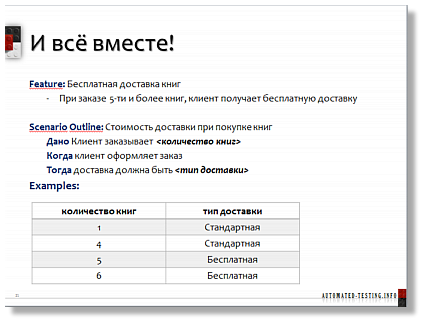 И всё вместе!
Feature: Бесплатная доставка книг
- При заказе 5-ти и более книг, клиент получает бесплатную доставку
Scenario Outline: Стоимость доставки при покупке книг
Дано Клиент заказывает <количество книг>
Когда клиент оформляет заказ
Тогда доставка должна быть <тип доставки>
Examples:
количество книг тип доставки
1 Стандартная
4 Стандартная
5 Бесплатная
6 Бесплатная
AUTOMATED-TESTING.INFO